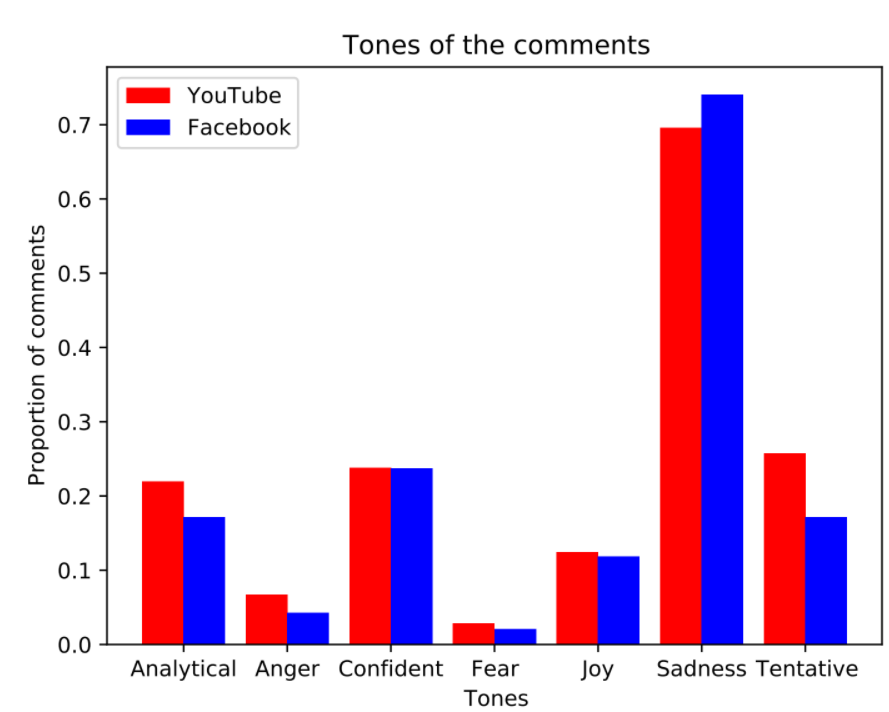 Tones of the comments
YouTube
Facebook
Proportion of comments
0.7
0.6
0.5
0.4
0.3
0.2
0.1
0.0
Analytical Anger Confident Fear Joy Sadness Tentative
Tones